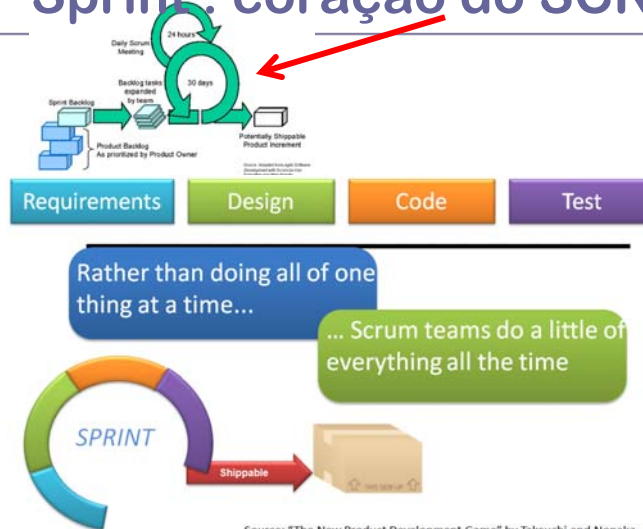 Sprint : coração do SCR
24 hours
Daily Scrum
Meeting
Backlog tasks
expanded
by team
30 days
Sprint Backlog
Potentially Shippable
Product Increment
Product Backlog
As prioritized by Product Owner
Requirements
Design
Code
Test
Rather than doing all of one
thing at a time...
... Scrum teams do a little of
everything all the time
SPRINT
Shippable
THIS SIDE UP
Source: "The New Product Development Game" by Takeuchi and Nonaka